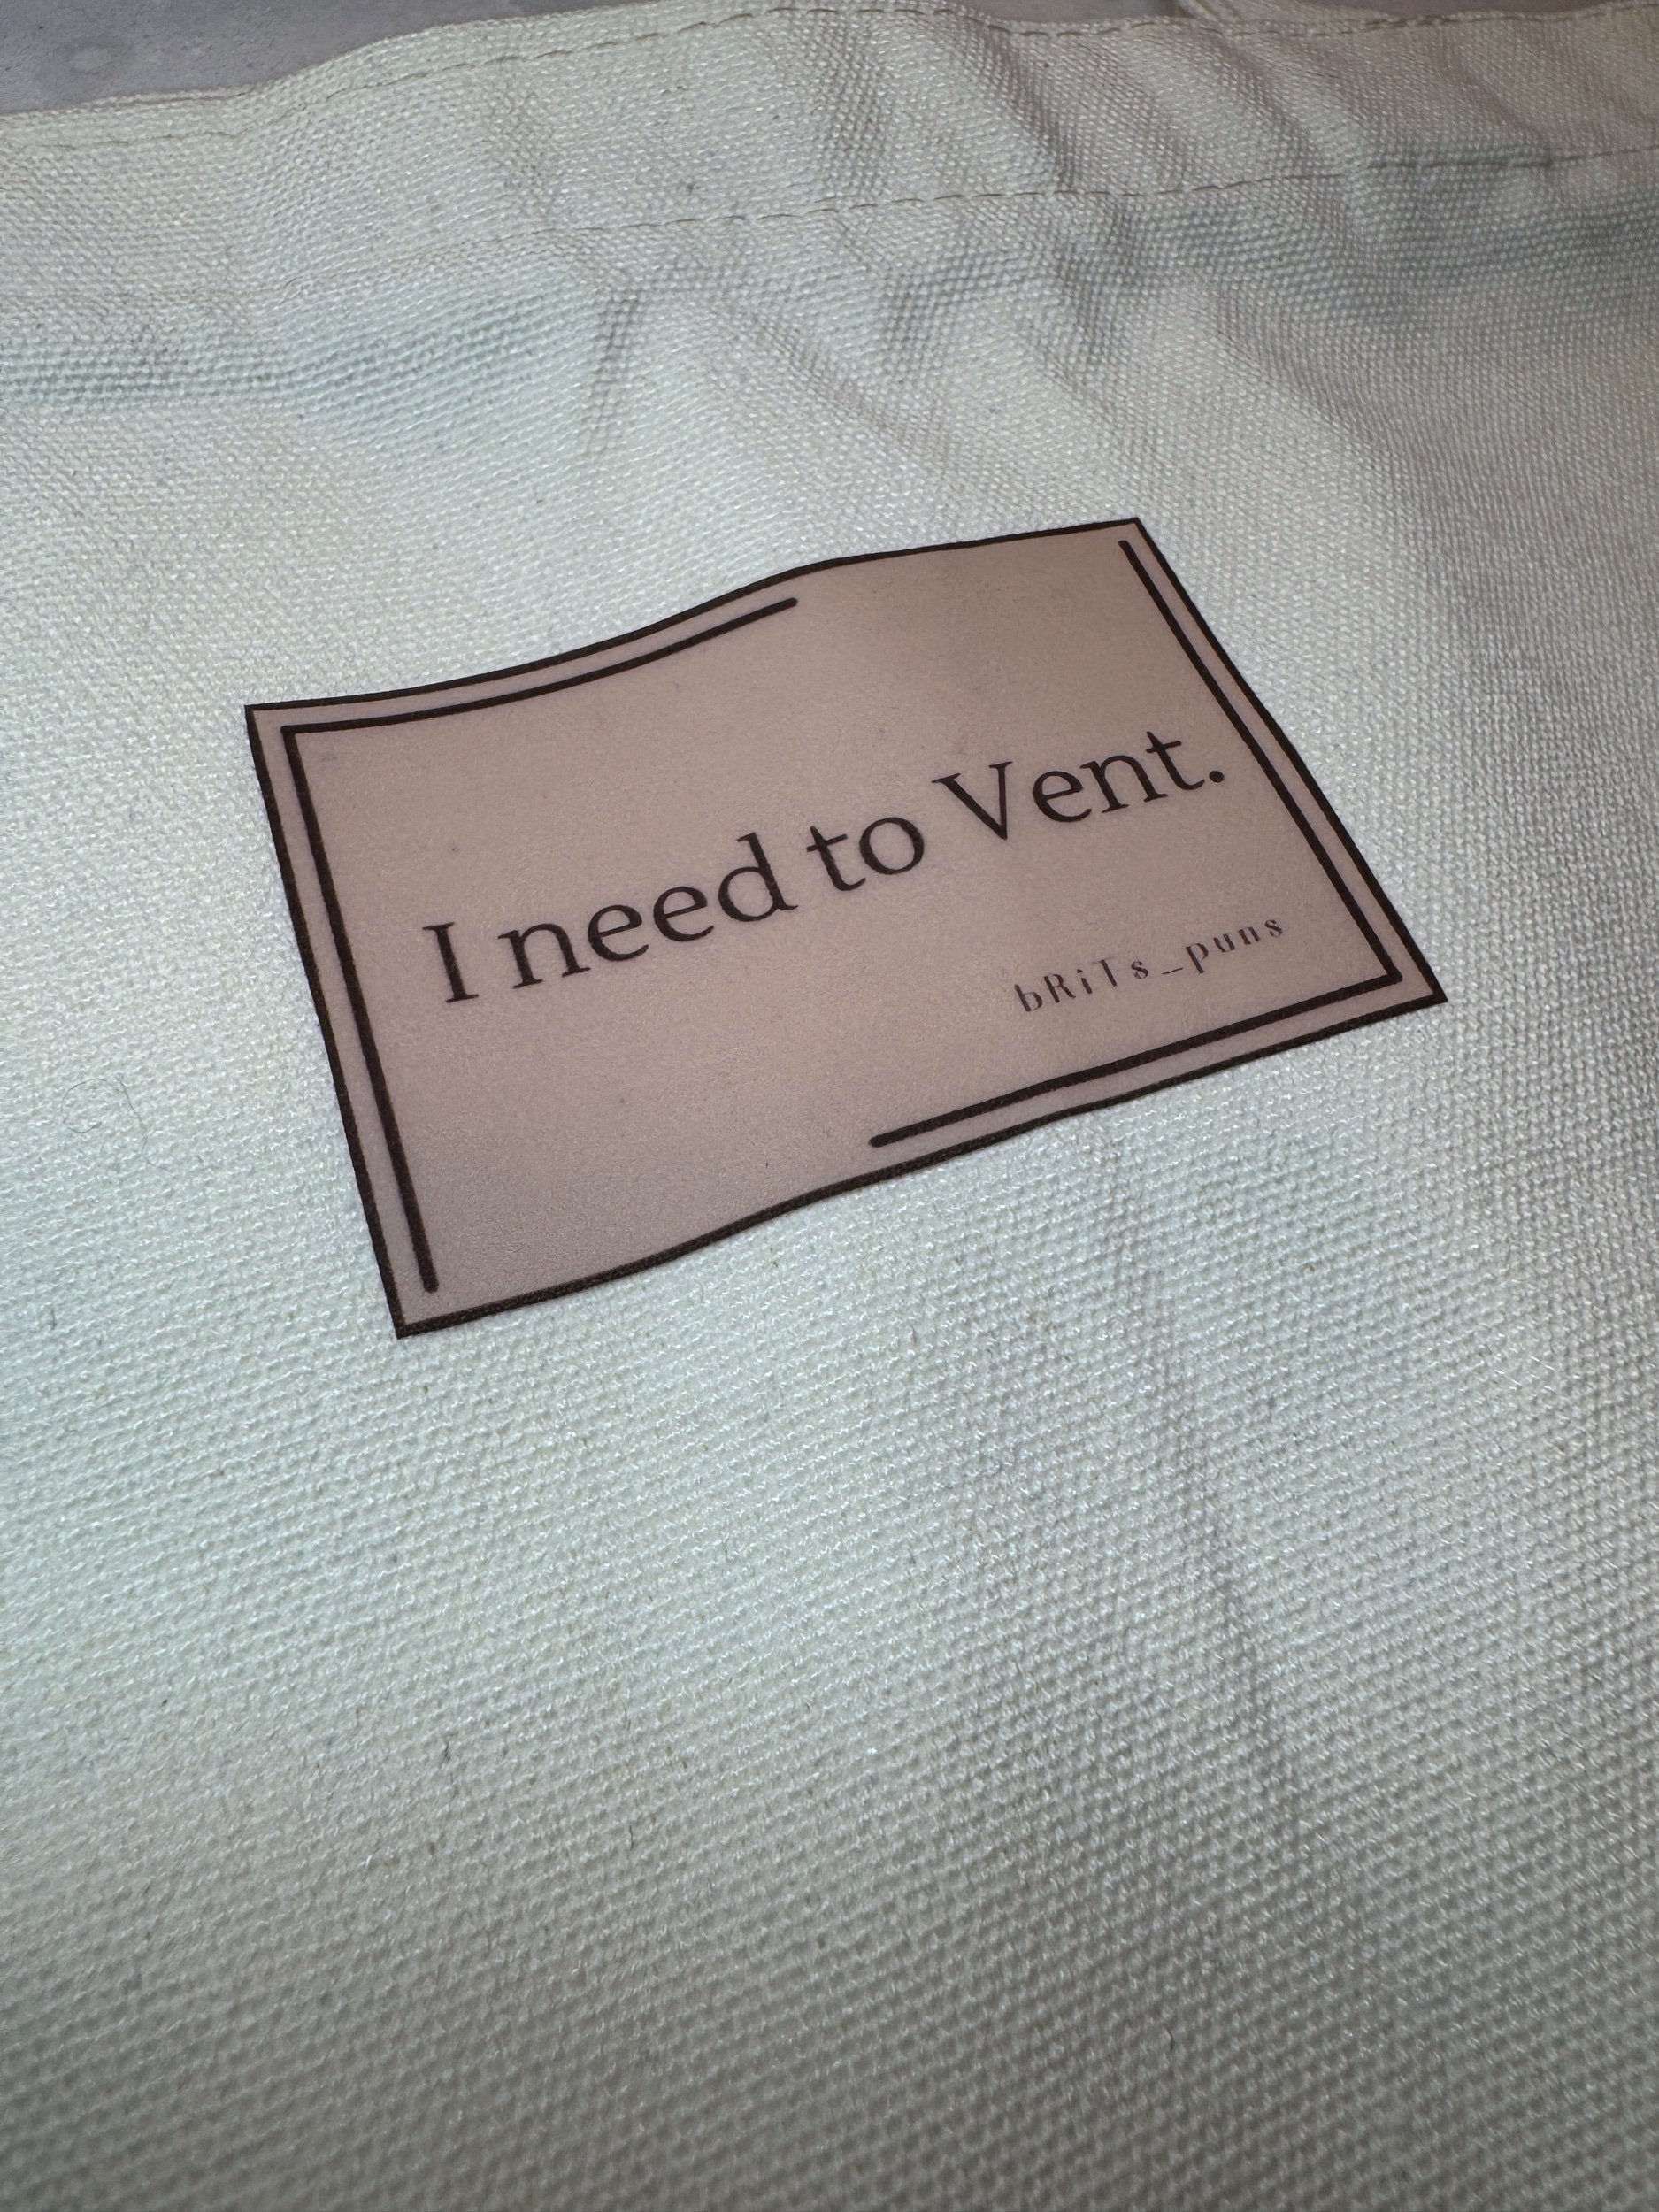 I need to Vent.
bRiTs_puns